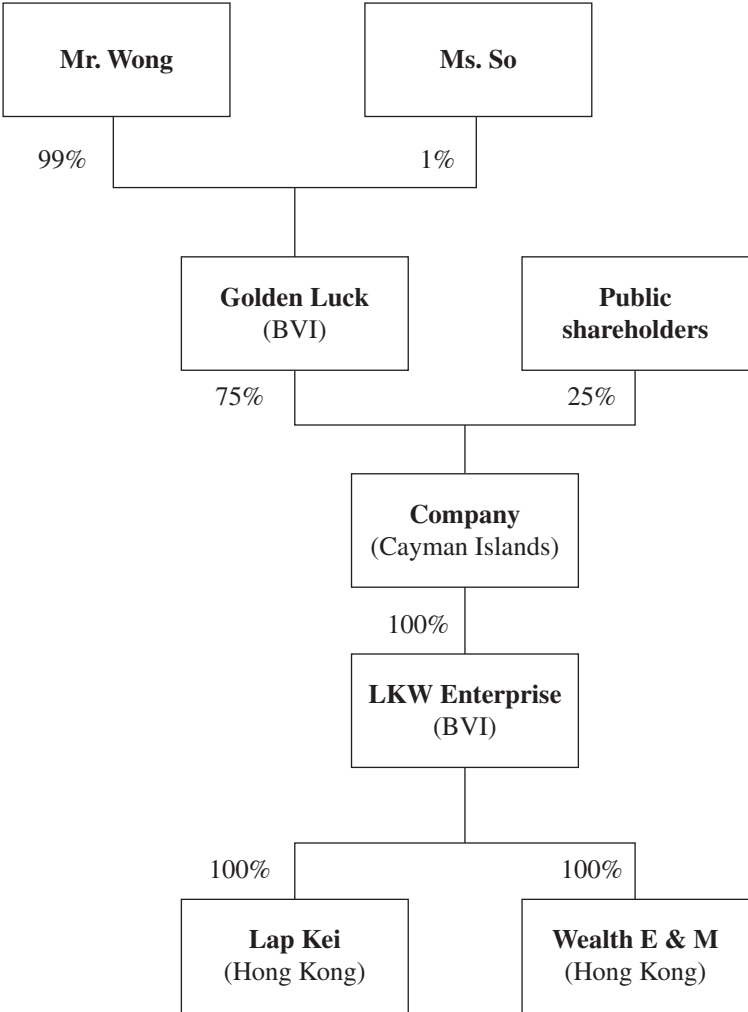 Mr. Wong
Ms. So
99%
1%
Golden Luck
(BVI)
Public
shareholders
75%
25%
Company
(Cayman Islands)
100%
LKW Enterprise
(BVI)
100%
100%
Lap Kei
(Hong Kong)
Wealth E & M
(Hong Kong)